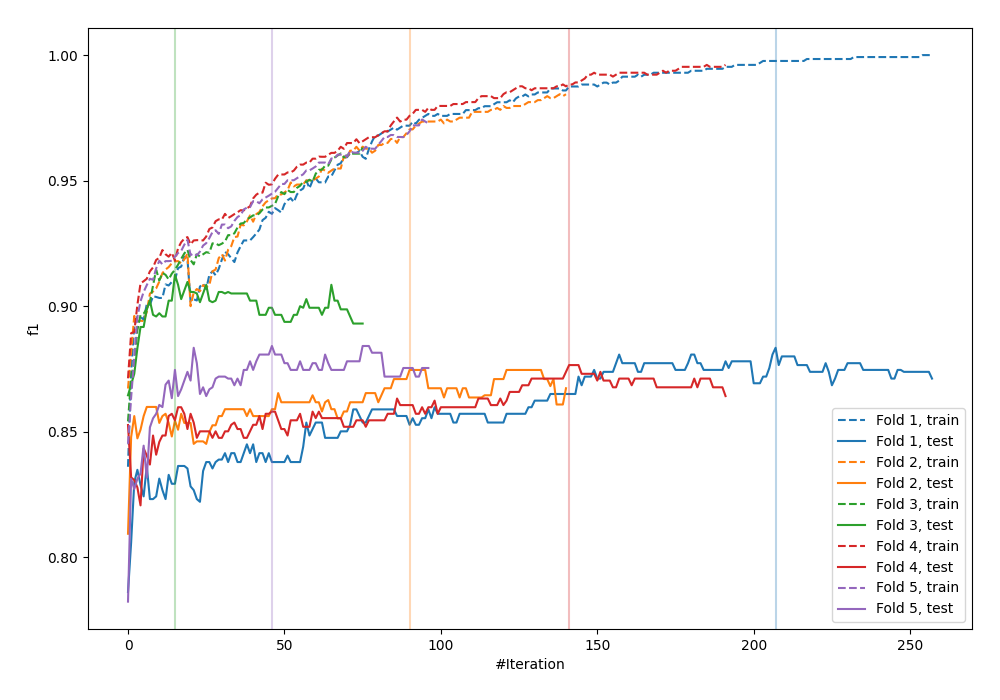 1.00
0.95
0.90
0.85
0.80
f1
0
50
100
150
200
250
#Iteration
Fold 1, train
Fold 1, test
Fold 2, train
Fold 2, test
Fold 3, train
Fold 3, test
Fold 4, train
Fold 4, test
Fold 5, train
Fold 5, test